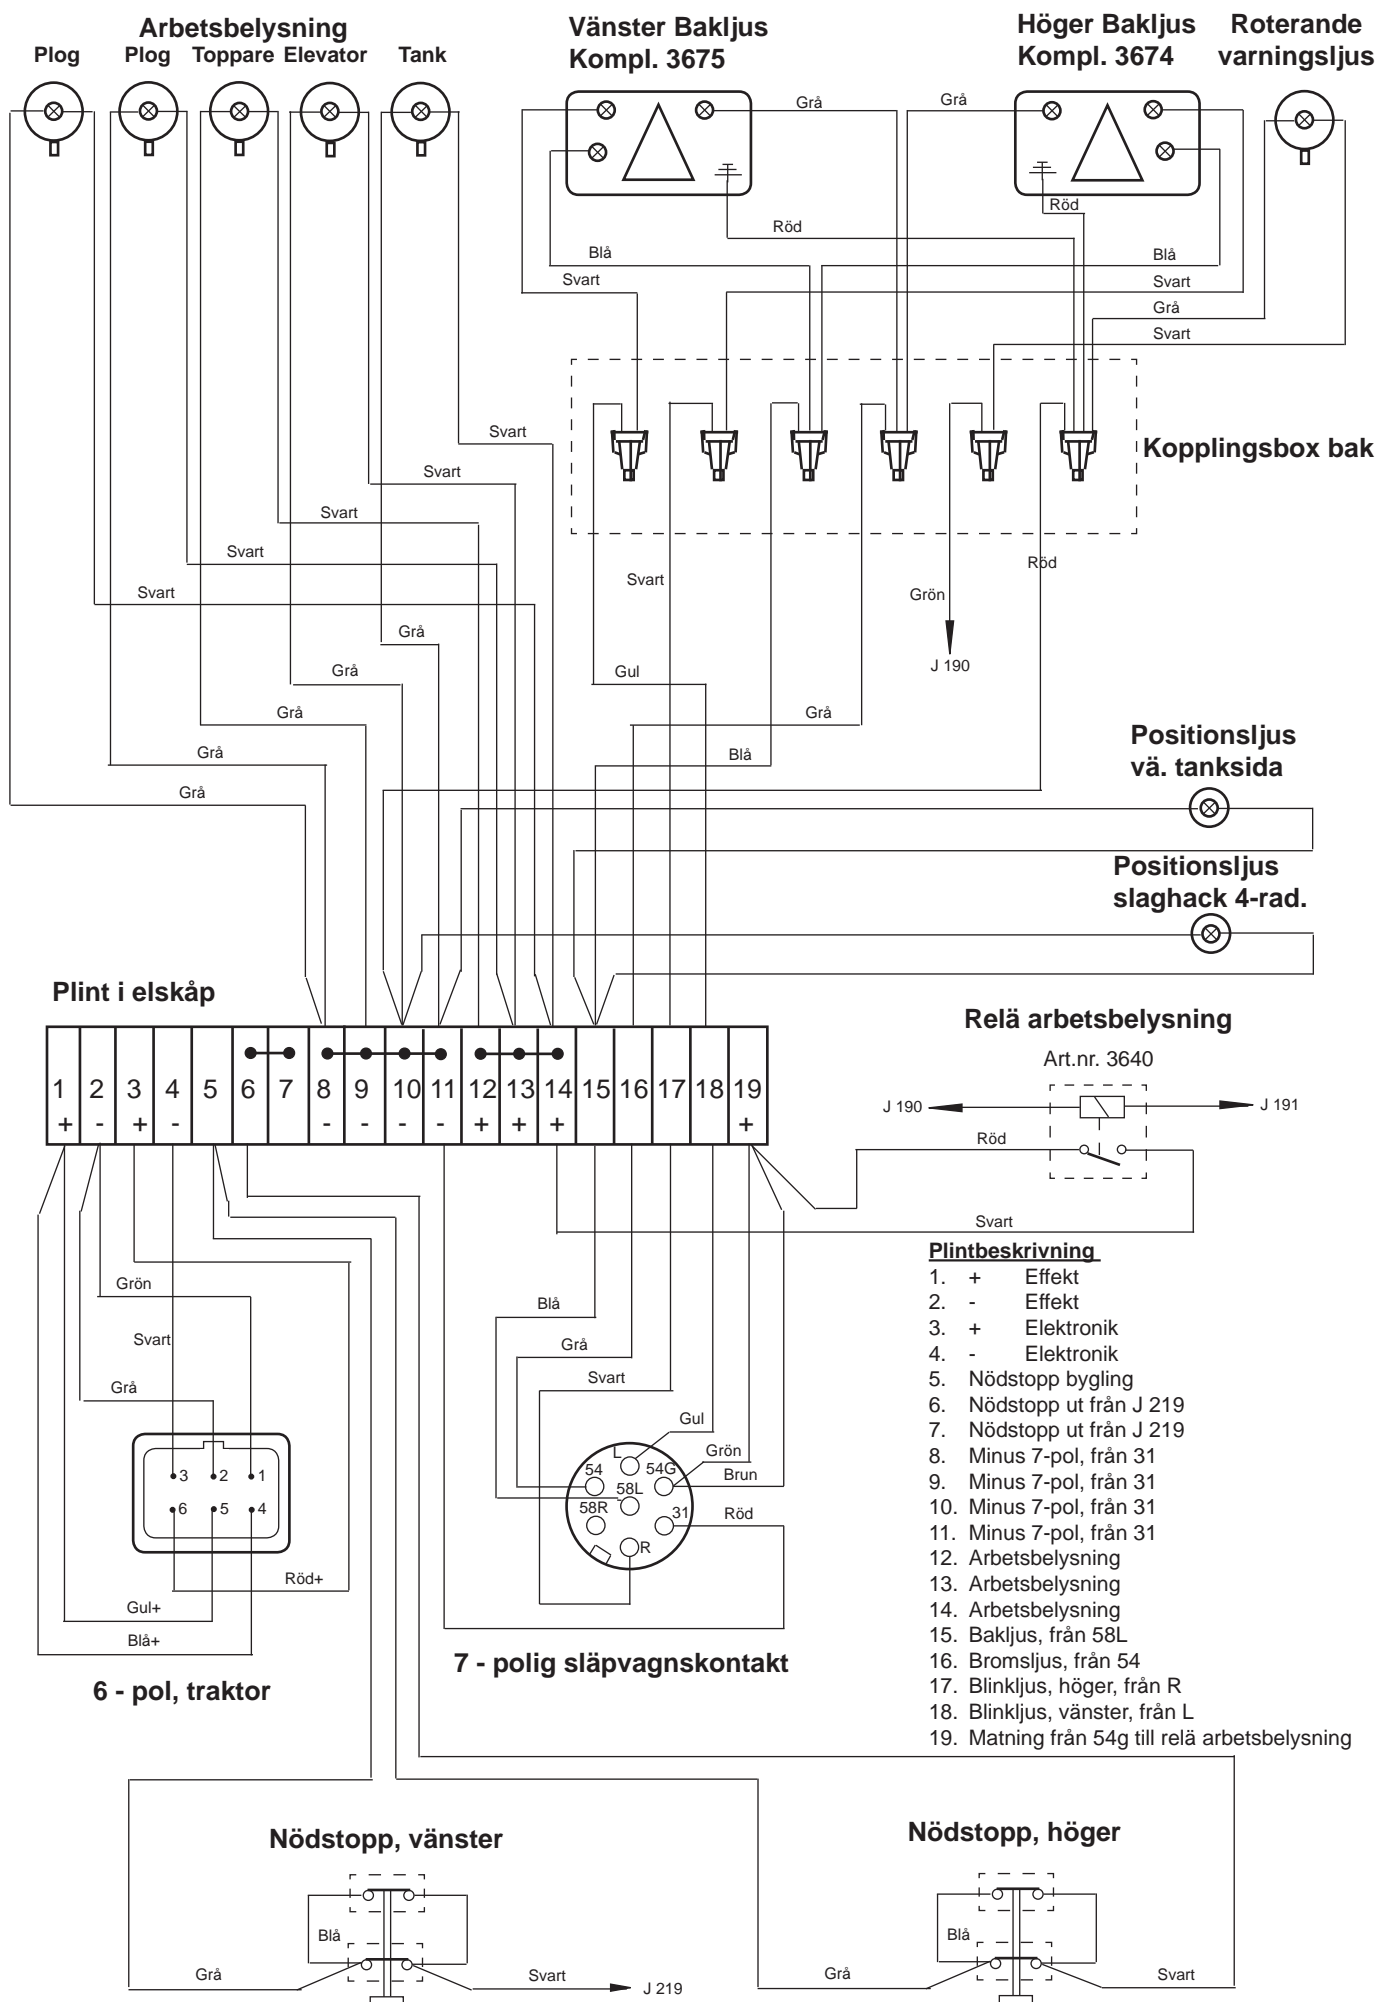 Arbetsbelysning
Plog Plog Toppare Elevator Tank
Vänster Bakljus
Kompl. 3675
Höger Bakljus
Kompl. 3674
Roterande
varningsljus
Grå
Grå
Röd
Röd
Blå
Blå
Svart
Svart
Grå
Svart
Kopplingsbox bak
Svart
Svart
Svart
Svart
Svart
Svart
Röd
Grön
J 190
Grå
Grå
Grå
Grå
Grå
Gul
Grå
Blå
Positionsljus
vä. tanksida
Positionsljus
slaghack 4-rad.
Plint i elskåp
1 2 3 4 5 6 7 8 9 10 11 12 13 14 15 16 17 18 19
+ - + - - - - - + + + +
Relä arbetsbelysning
Art.nr. 3640
J 190
J 191
Röd
Svart
Grön
Svart
Grå
3 2 1
6 5 4
Röd+
Gul+
Blå+
6 - pol, traktor
Blå
Grå
Svart
Gul
Grön
Brun
Röd
L
54
54G
58L
58R
31
R
7 - polig släpvagnskontakt
Plintbeskrivning
1. + Effekt
2. - Effekt
3. + Elektronik
4. - Elektronik
5. Nödstopp bygling
6. Nödstopp ut från J 219
7. Nödstopp ut från J 219
8. Minus 7-pol, från 31
9. Minus 7-pol, från 31
10. Minus 7-pol, från 31
11. Minus 7-pol, från 31
12. Arbetsbelysning
13. Arbetsbelysning
14. Arbetsbelysning
15. Bakljus, från 58L
16. Bromsljus, från 54
17. Blinkljus, höger, från R
18. Blinkljus, vänster, från L
19. Matning från 54g till relä arbetsbelysning
Nödstopp, vänster
Blå
Grå
Svart
J 219
Nödstopp, höger
Blå
Grå
Svart